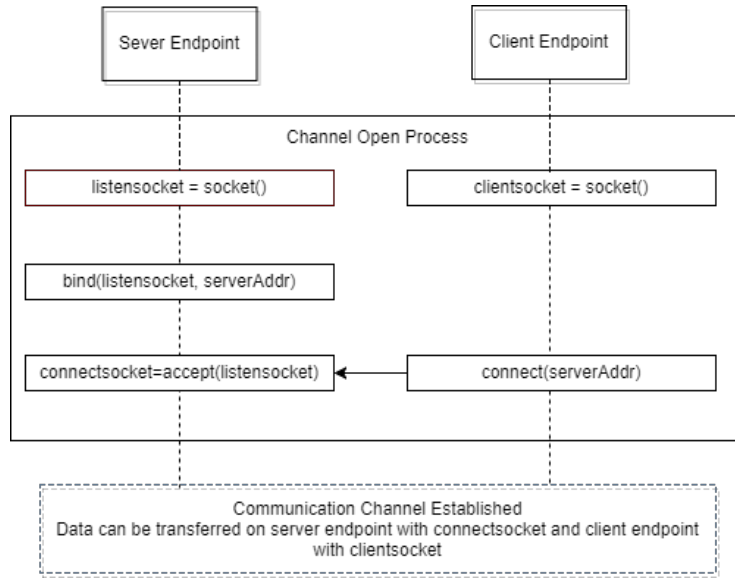 Sever Endpoint
Client Endpoint
Channel Open Process
listensocket = socket()
clientsocket = socket()
bind(listensocket, serverAddr)
connectsocket=accept(listensocket)
connect(serverAddr)
Communication Channel Established
Data can be transferred on server endpoint with connectsocket and client endpoint
with clientsocket